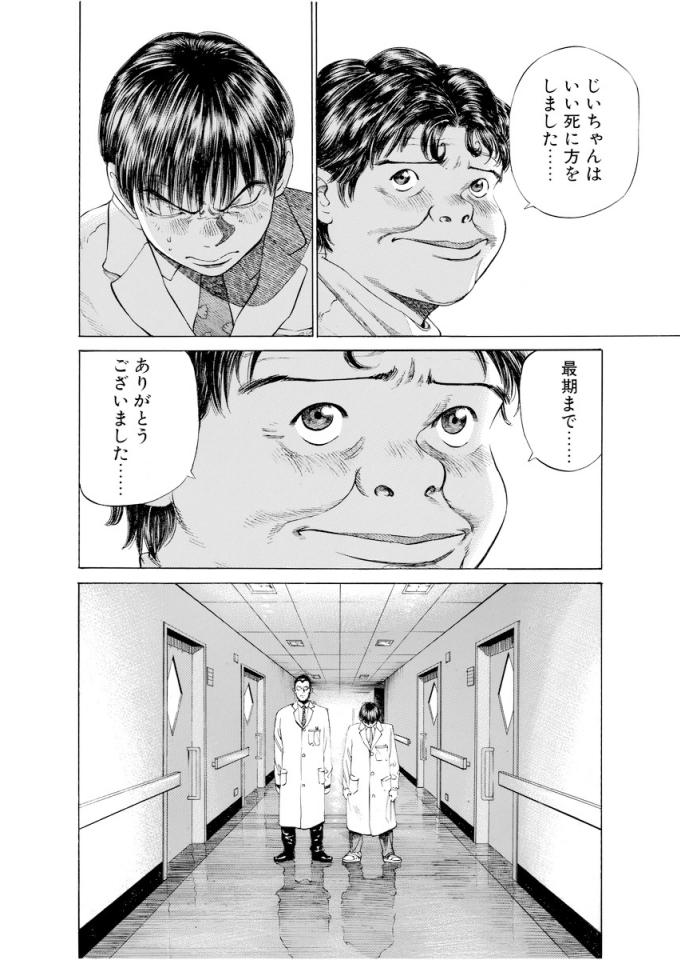 じいちゃんは
いい死に方を
しました……
最期まで……
ありがとう
ございました……